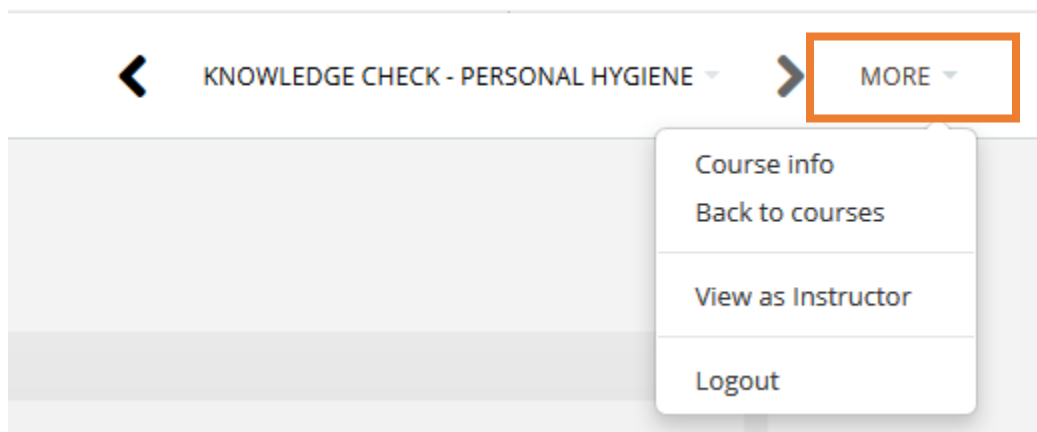 KNOWLEDGE CHECK - PERSONAL HYGIENE
MORE
Course info
Back to courses
View as Instructor
Logout